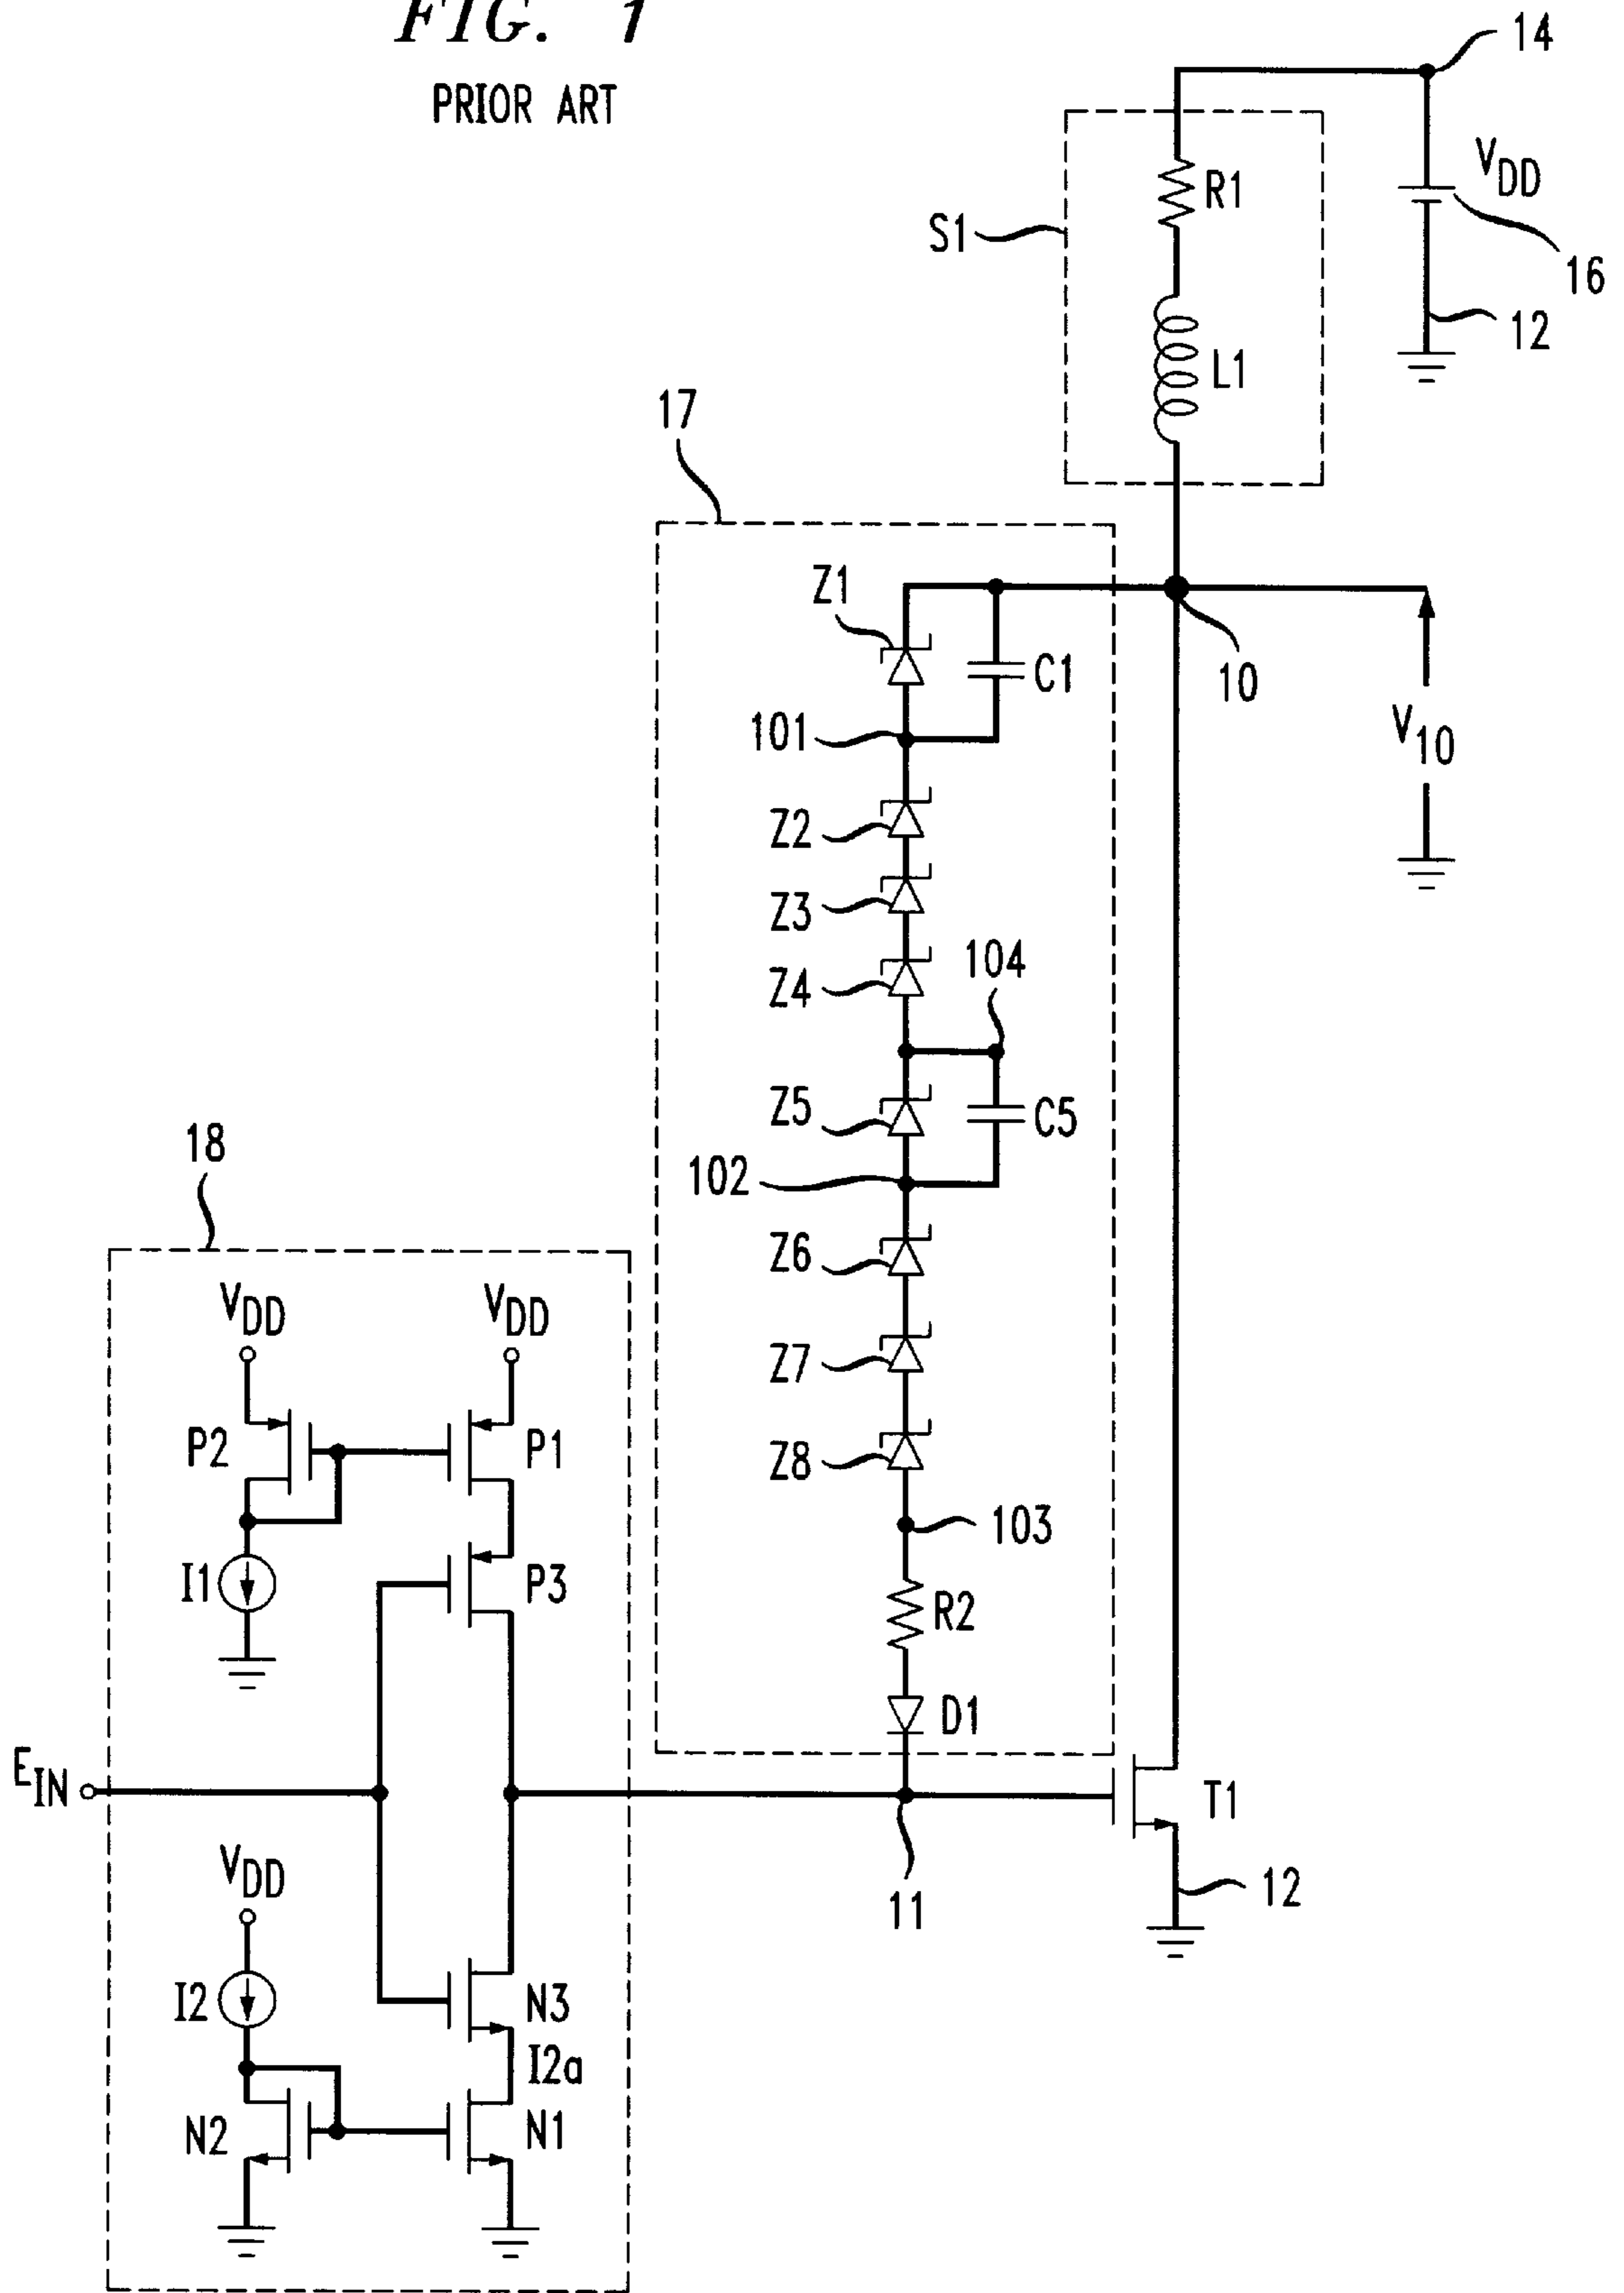 FIG. 1
PRIOR ART
14
VDD
R1
S1
16
12
L1
17
Z1
C1
10
101
V10
Z2
Z3
104
Z4
Z5
C5
18
102
Z6
VDD
VDD
Z7
P2
P1
Z8
103
I1
P3
R2
D1
EIN
T1
VDD
12
11
I2
N3
I2a
N2
N1